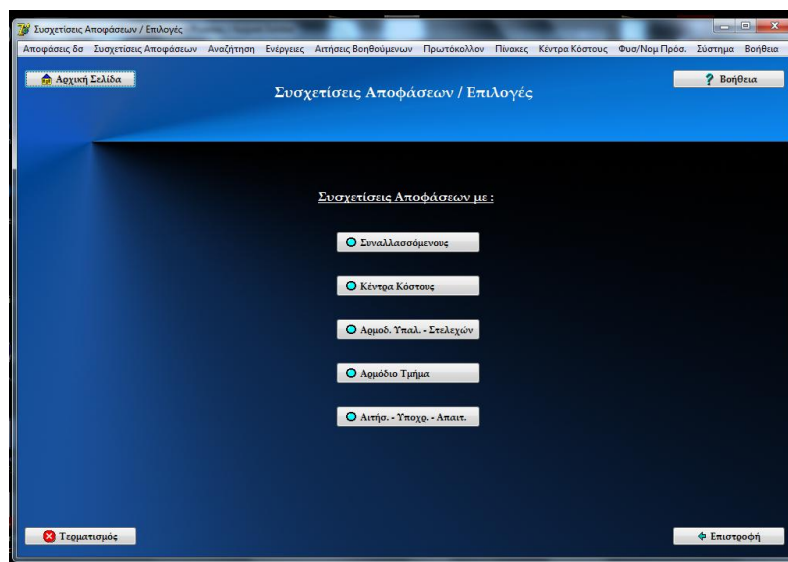 Συσχετίσεις Αποφάσεων / Επιλογές
Αποφάσεις δσ Συσχετίσεις Αποφάσεων Αναζήτηση Ενέργειες Αιτήσεις Βοηθούμενων Πρωτόκολλον Πίνακες Κέντρα Κόστους Φυσ/Νομ Πρόσ. Σύστημα Βοήθεια
Αρχική Σελίδα
? Βοήθεια
Συσχετίσεις Αποφάσεων / Επιλογές
Συσχετίσεις Αποφάσεων με :
Συναλλασσόμενους
Κέντρα Κόστους
Αρμοδ. Υπαλ. - Στελεχών
Αρμόδιο Τμήμα
Αιτήσ. - Υποχρ. - Απαιτ.
Τερματισμός
Επιστροφή